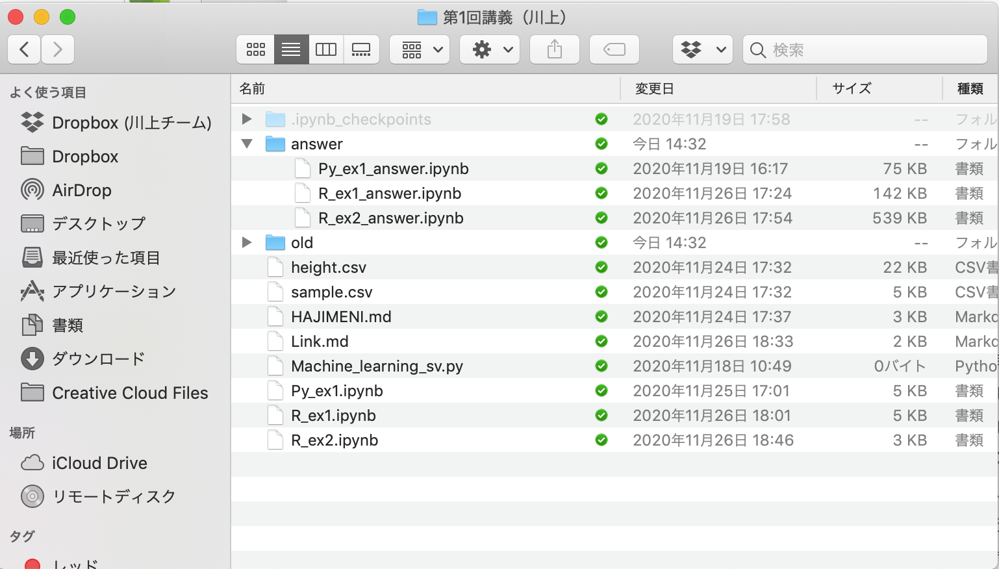 第1回講義（川上）
検索
よく使う項目
Dropbox (川上チーム)
Dropbox
AirDrop
デスクトップ
最近使った項目
アプリケーション
書類
ダウンロード
Creative Cloud Files
場所
iCloud Drive
リモートディスク
タグ
レッド
名前 変更日 サイズ 種類
.ipynb_checkpoints 2020年11月19日 17:58 -- フォル
answer 今日 14:32 -- フォル
Py_ex1_answer.ipynb 2020年11月19日 16:17 75 KB 書類
R_ex1_answer.ipynb 2020年11月26日 17:24 142 KB 書類
R_ex2_answer.ipynb 2020年11月26日 17:54 539 KB 書類
old 今日 14:32 -- フォル
height.csv 2020年11月24日 17:32 22 KB CSV書
sample.csv 2020年11月24日 17:32 5 KB CSV書
HAJIMENI.md 2020年11月24日 17:37 3 KB Markd
Link.md 2020年11月26日 18:33 2 KB Markd
Machine_learning_sv.py 2020年11月18日 10:49 0バイト Pytho
Py_ex1.ipynb 2020年11月25日 17:01 5 KB 書類
R_ex1.ipynb 2020年11月26日 18:01 5 KB 書類
R_ex2.ipynb 2020年11月26日 18:46 3 KB 書類